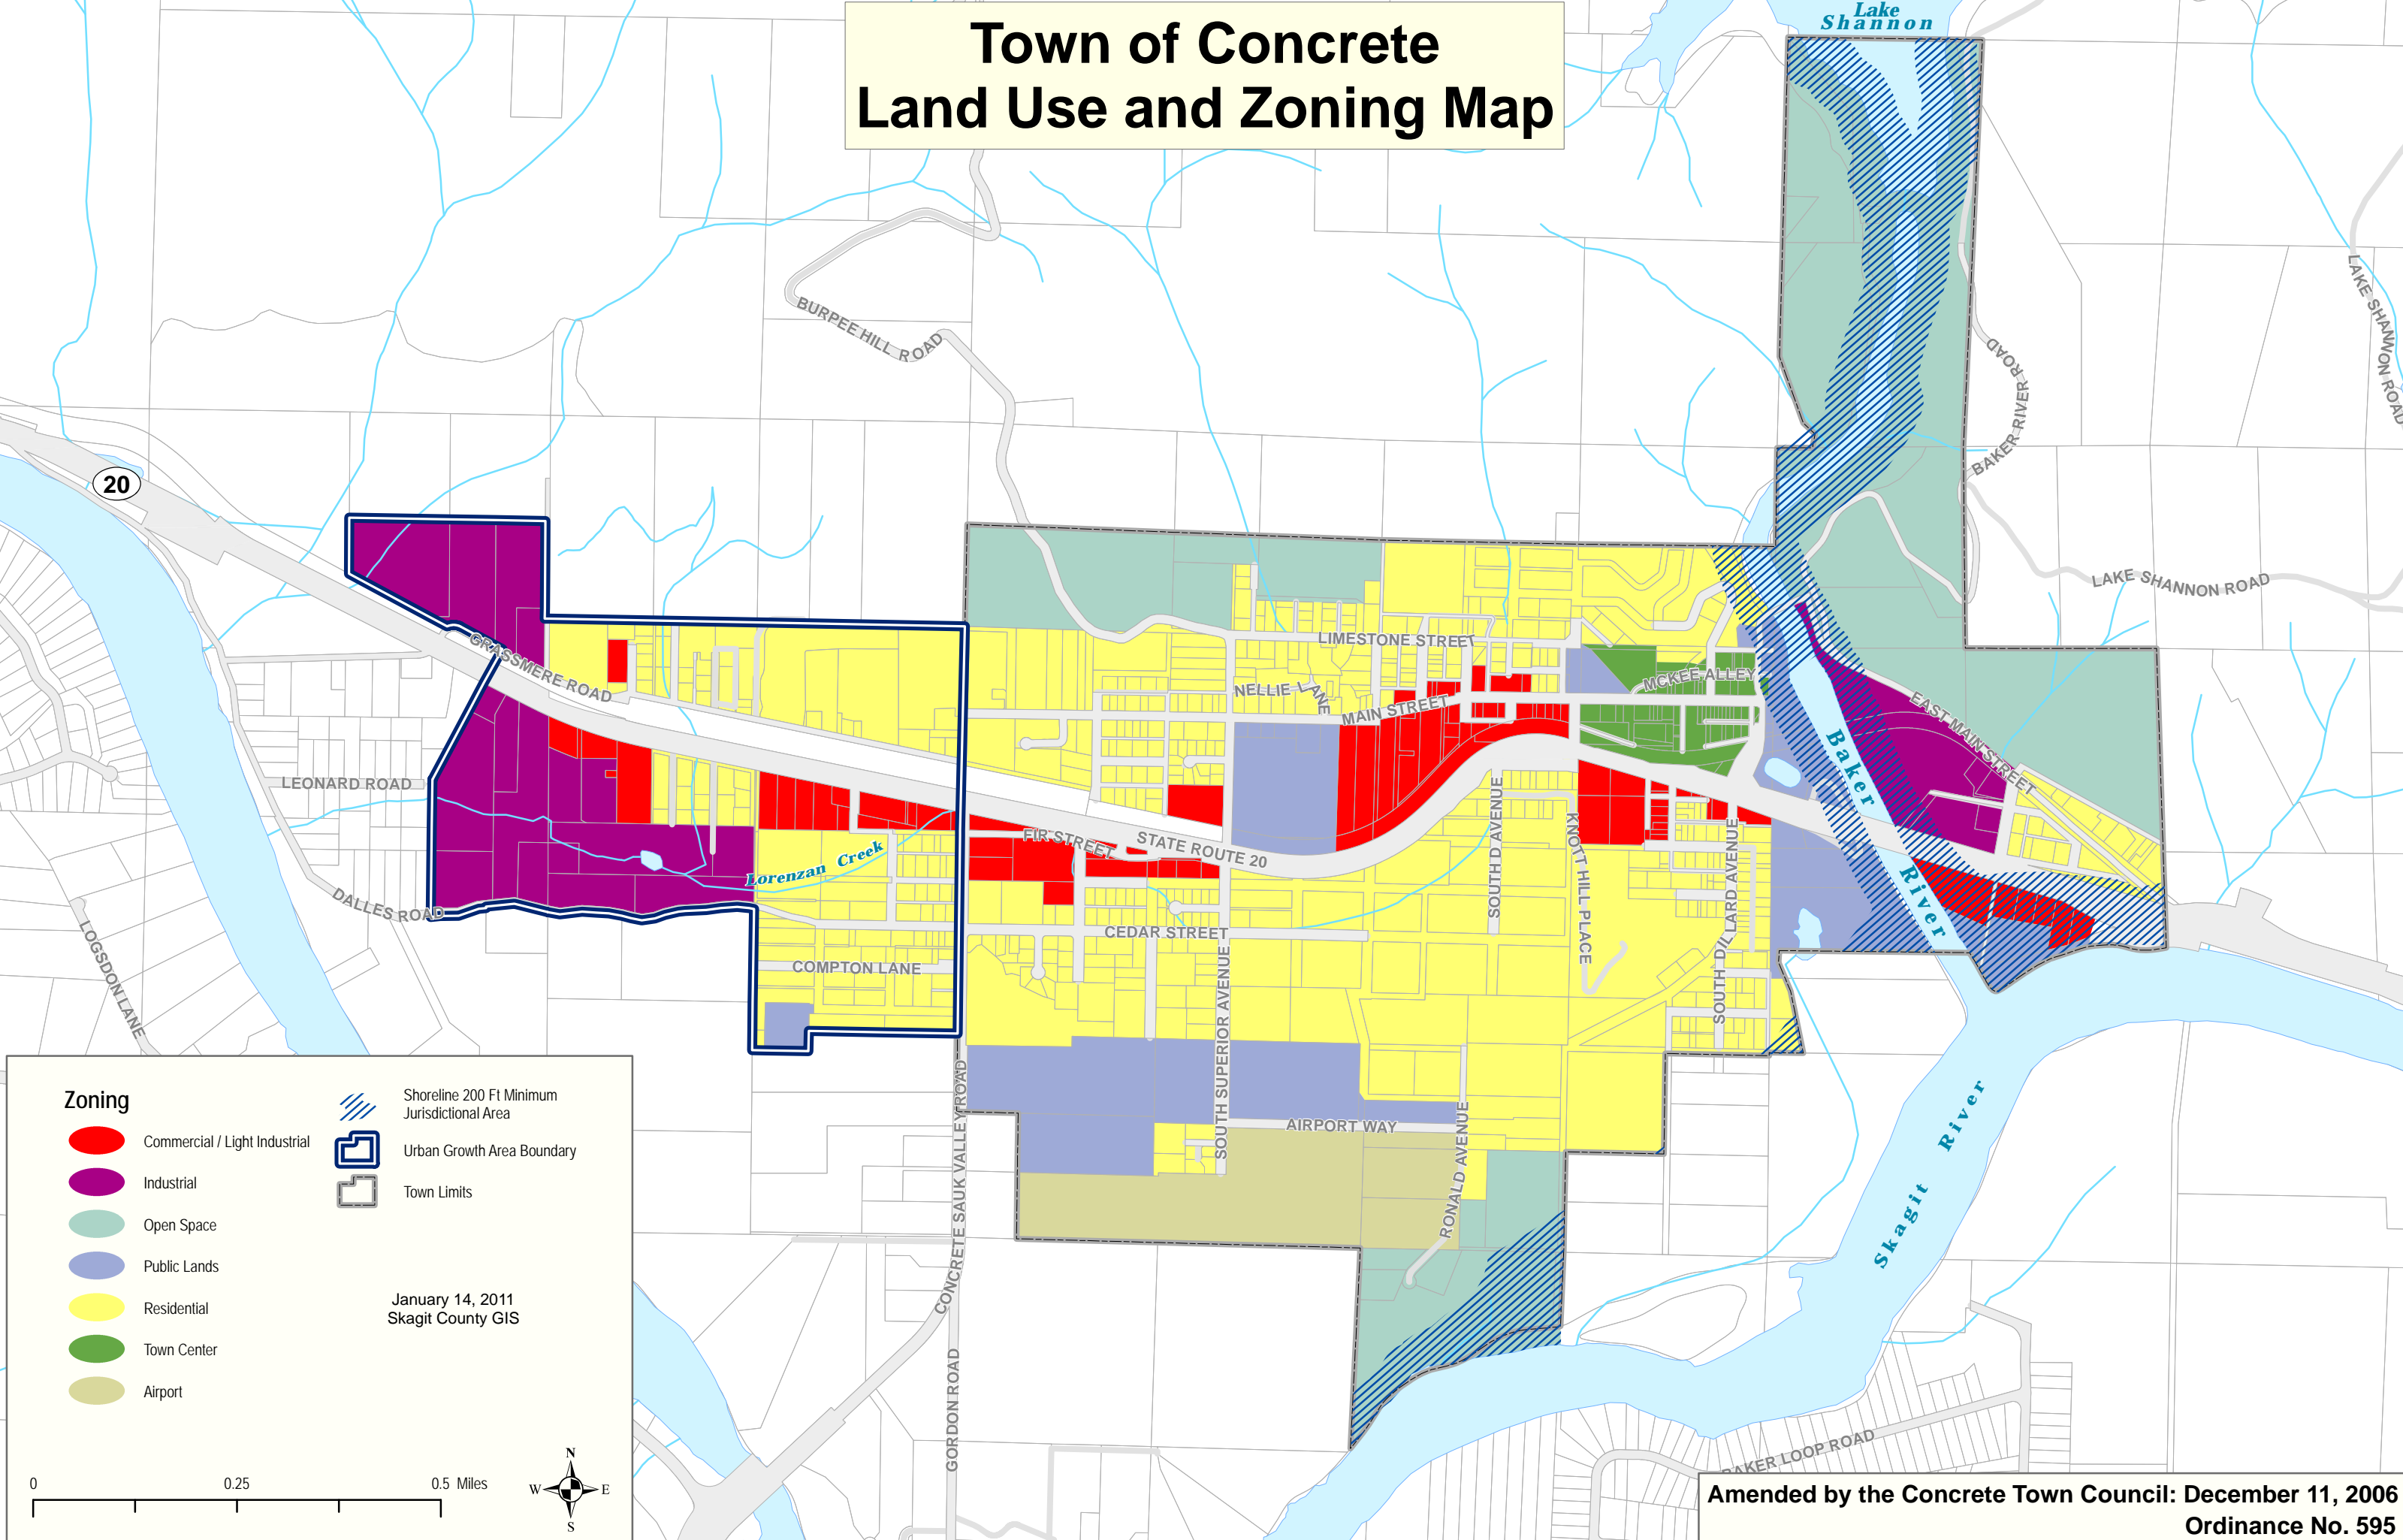 Town of Concrete
Land Use and Zoning Map
Lake
Shannon
LAKE SHANNON ROAD
BURPEE HILL ROAD
BAKER RIVER
ROAD
20
LAKE SHANNON ROAD
GRASSMERE ROAD
LIMESTONE STREET
NELLIE LANE
MAIN STREET
MCKEE ALLEY
EAST MAIN STREET
LEONARD ROAD
Baker
River
FIR STREET
STATE ROUTE 20
SOUTH D AVENUE
KNOTT HILL PLACE
SOUTH DILLARD AVENUE
Lorenzan Creek
DALLES ROAD
LOGSDON LANE
CEDAR STREET
COMPTON LANE
SOUTH SUPERIOR AVENUE
CONCRETE SAUK VALLEY ROAD
AIRPORT WAY
RONALD AVENUE
Skagit River
GORDON ROAD
BAKER LOOP ROAD
Zoning
Commercial / Light Industrial
Industrial
Open Space
Public Lands
Residential
Town Center
Airport
Shoreline 200 Ft Minimum
Jurisdictional Area
Urban Growth Area Boundary
Town Limits
January 14, 2011
Skagit County GIS
0 0.25 0.5 Miles
N
W E
S
Amended by the Concrete Town Council: December 11, 2006
Ordinance No. 595